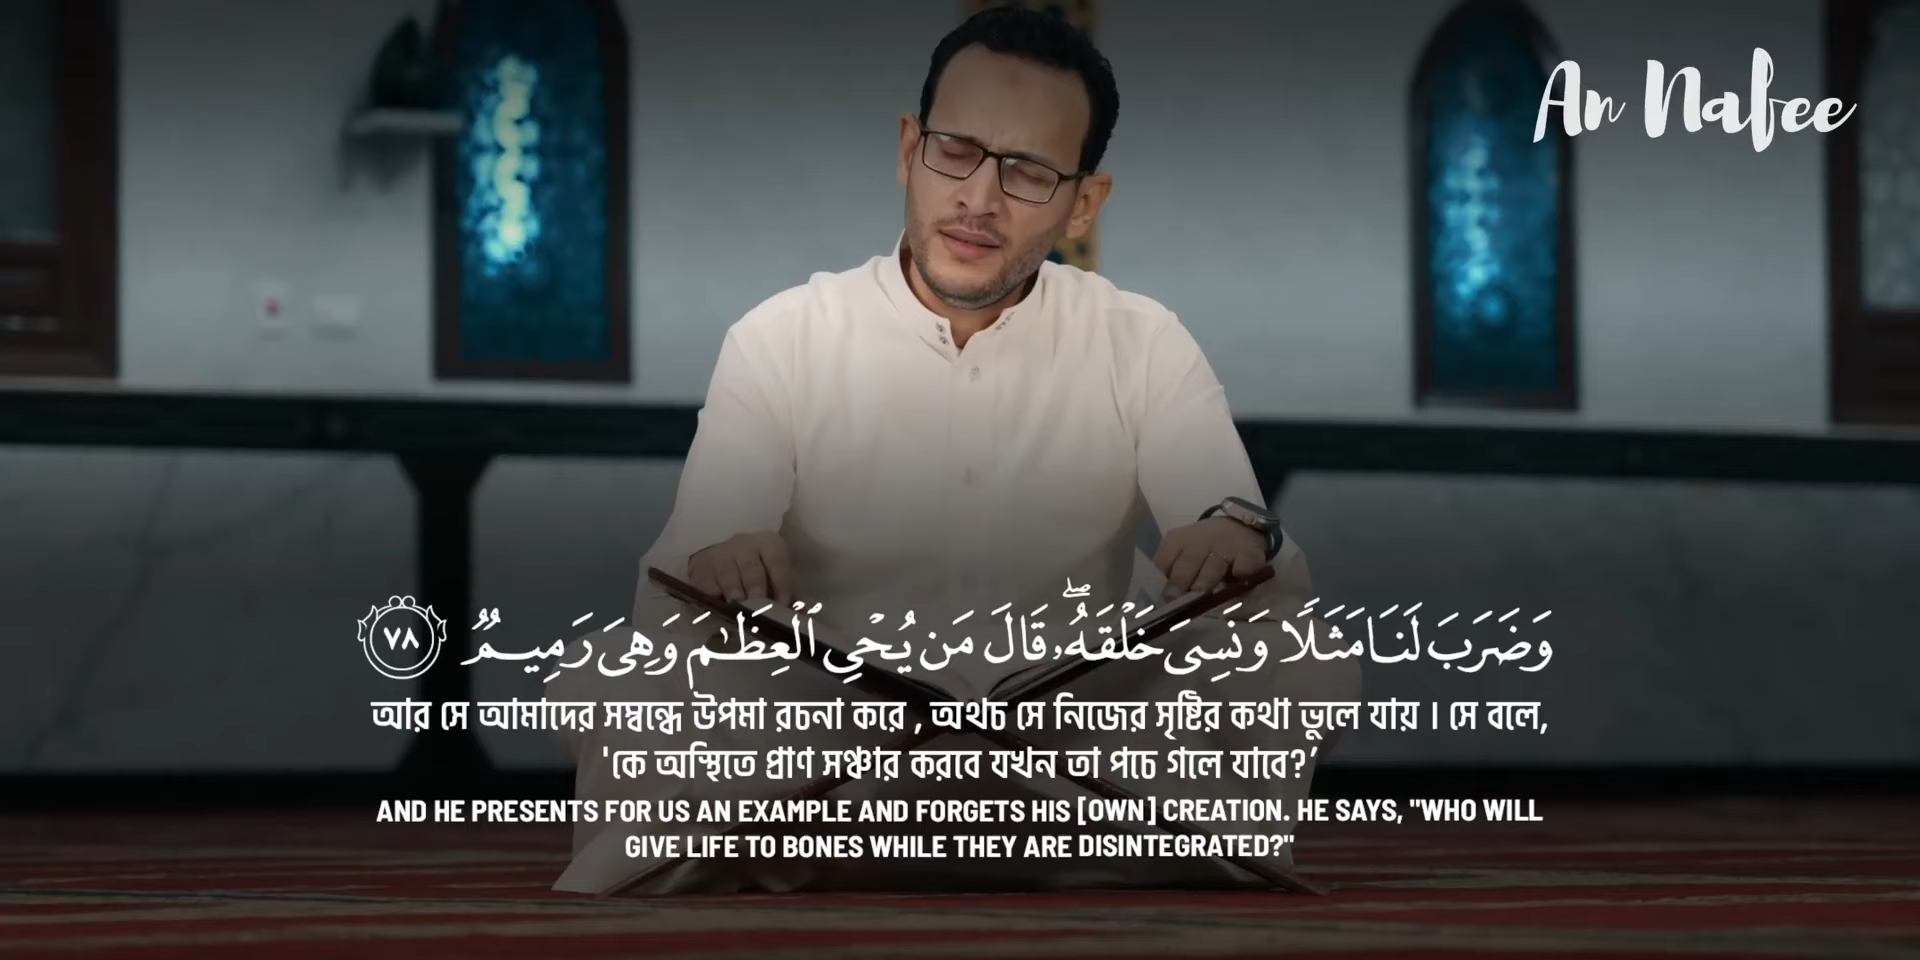 An Nafee
وَضَرَبَ لَنَا مَثَلًا وَنَسِىَ خَلْقَهُۥ ۖ قَالَ مَن يُحْىِ ٱلْعِظَـٰمَ وَهِىَ رَمِيمٌ ٧٨
আর সে আমাদের সম্বন্ধে উপমা রচনা করে , অথচ সে নিজের সৃষ্টির কথা ভুলে যায় । সে বলে,
'কে অস্থিতে প্রাণ সঞ্চার করবে যখন তা পচে গলে যাবে?'
AND HE PRESENTS FOR US AN EXAMPLE AND FORGETS HIS [OWN] CREATION. HE SAYS, "WHO WILL
GIVE LIFE TO BONES WHILE THEY ARE DISINTEGRATED?"